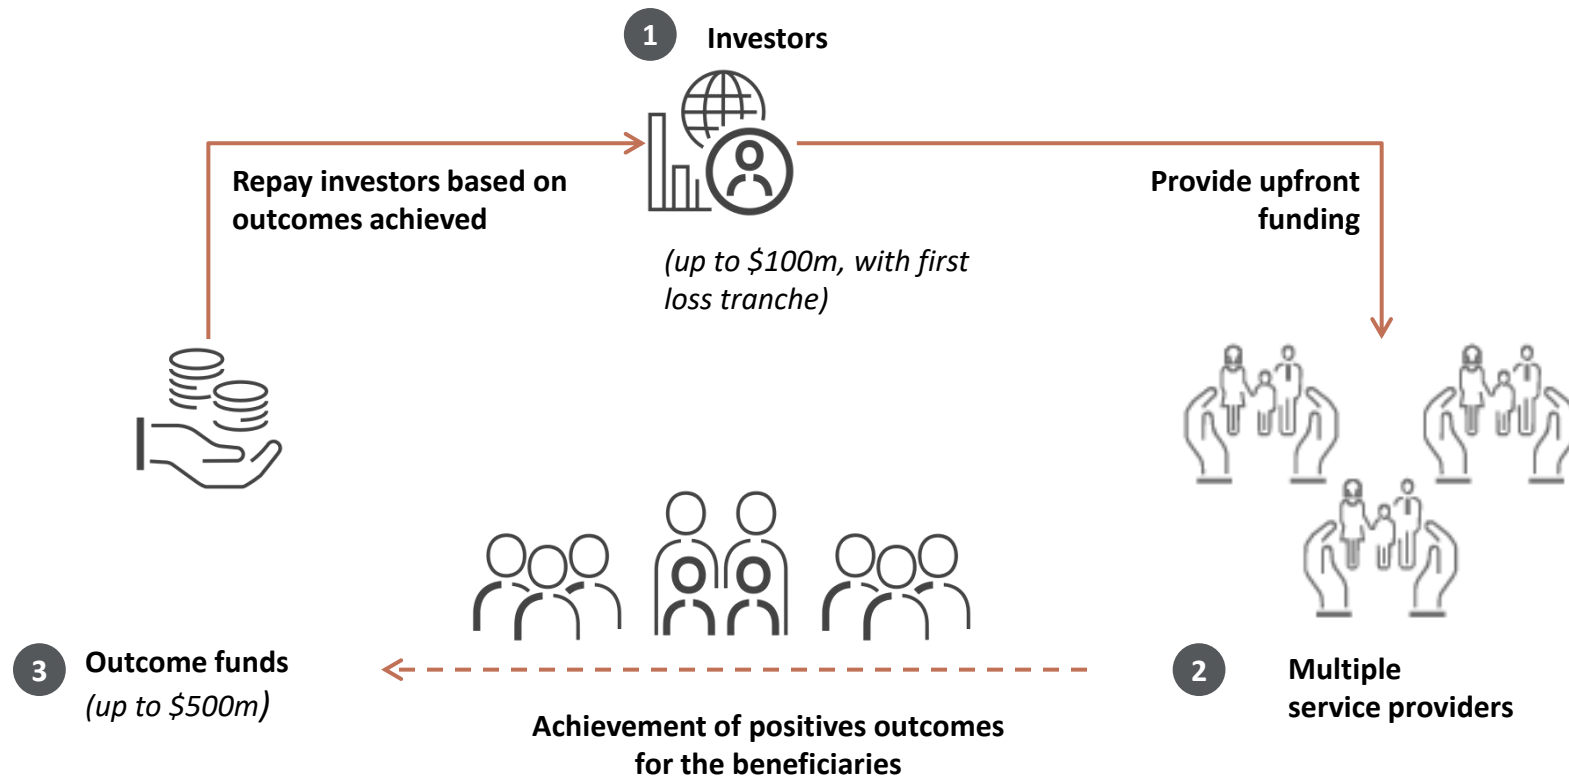 1 Investors
Repay investors based on
outcomes achieved
Provide upfront
funding
(up to $100m, with first
loss tranche)
3 Outcome funds
(up to $500m)
2 Multiple
service providers
Achievement of positives outcomes
for the beneficiaries